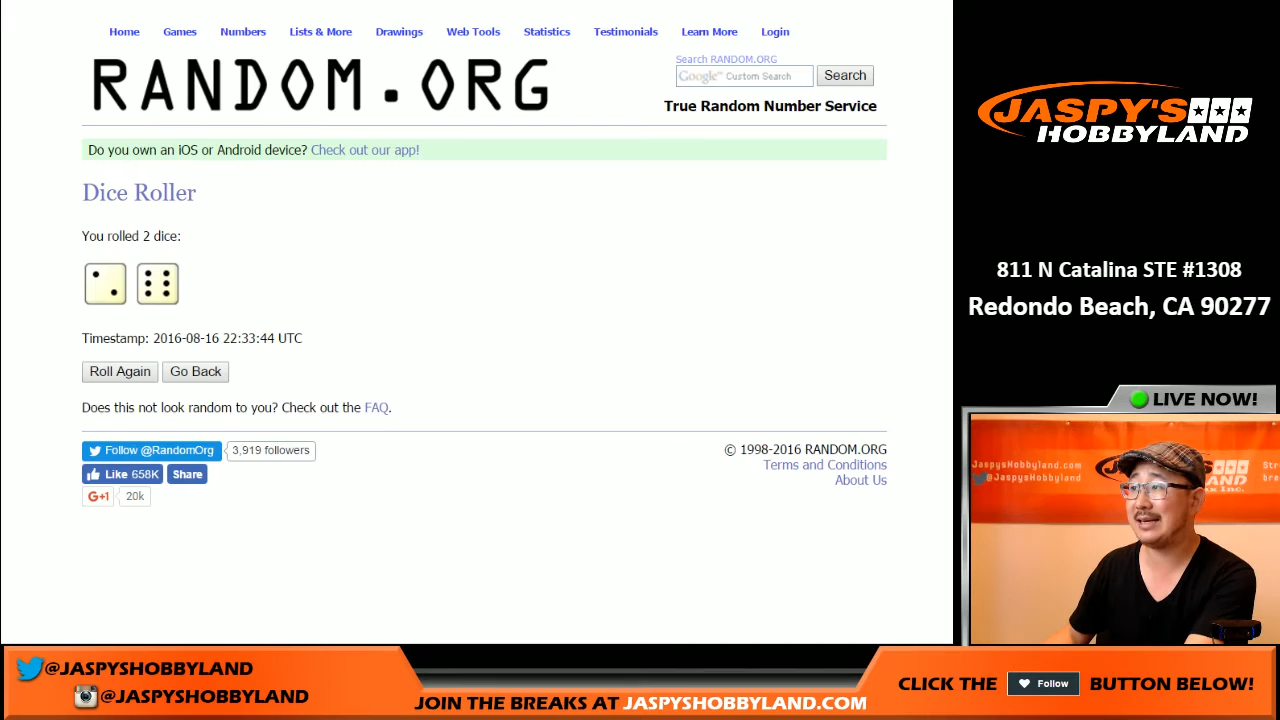 Home Games Numbers Lists & More Drawings Web Tools Statistics Testimonials Learn More Login
RANDOM.ORG
Search RANDOM.ORG
Google™ Custom Search Search
True Random Number Service
Do you own an iOS or Android device? Check out our app!
Dice Roller
You rolled 2 dice:
Timestamp: 2016-08-16 22:33:44 UTC
Roll Again Go Back
Does this not look random to you? Check out the FAQ.
Follow @RandomOrg 3,919 followers
Like 658K Share
G+1 20k
© 1998-2016 RANDOM.ORG
Terms and Conditions
About Us
JASPY'S
HOBBYLAND
811 N Catalina STE #1308
Redondo Beach, CA 90277
LIVE NOW!
JaspysHobbyland.com
@JaspysHobbyland
@JASPYSHOBBYLAND
@JASPYSHOBBYLAND
JOIN THE BREAKS AT JASPYSHOBBYLAND.COM
CLICK THE Follow BUTTON BELOW!